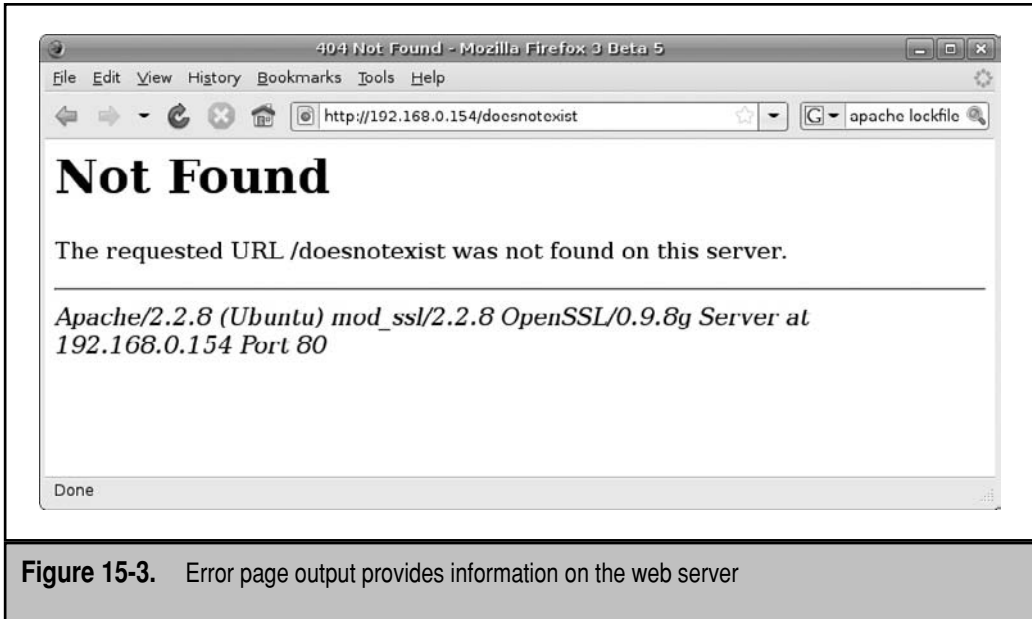 404 Not Found - Mozilla Firefox 3 Beta 5
File Edit View History Bookmarks Tools Help
http://192.168.0.154/doesnotexist
G apache lockfile
Not Found
The requested URL /doesnotexist was not found on this server.
Apache/2.2.8 (Ubuntu) mod_ssl/2.2.8 OpenSSL/0.9.8g Server at
192.168.0.154 Port 80
Done
Figure 15-3. Error page output provides information on the web server